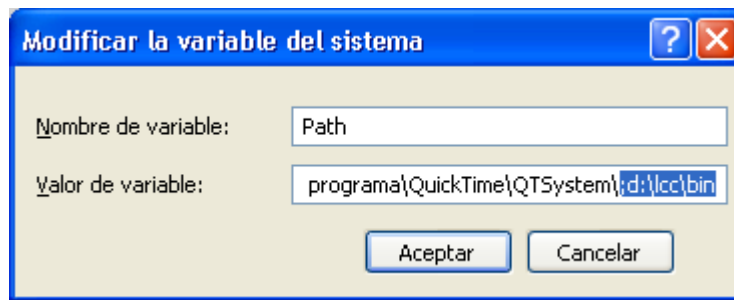 Modificar la variable del sistema
Nombre de variable: Path
Valor de variable: programa\QuickTime\QTSystem\;d:\lcc\bin
Aceptar Cancelar